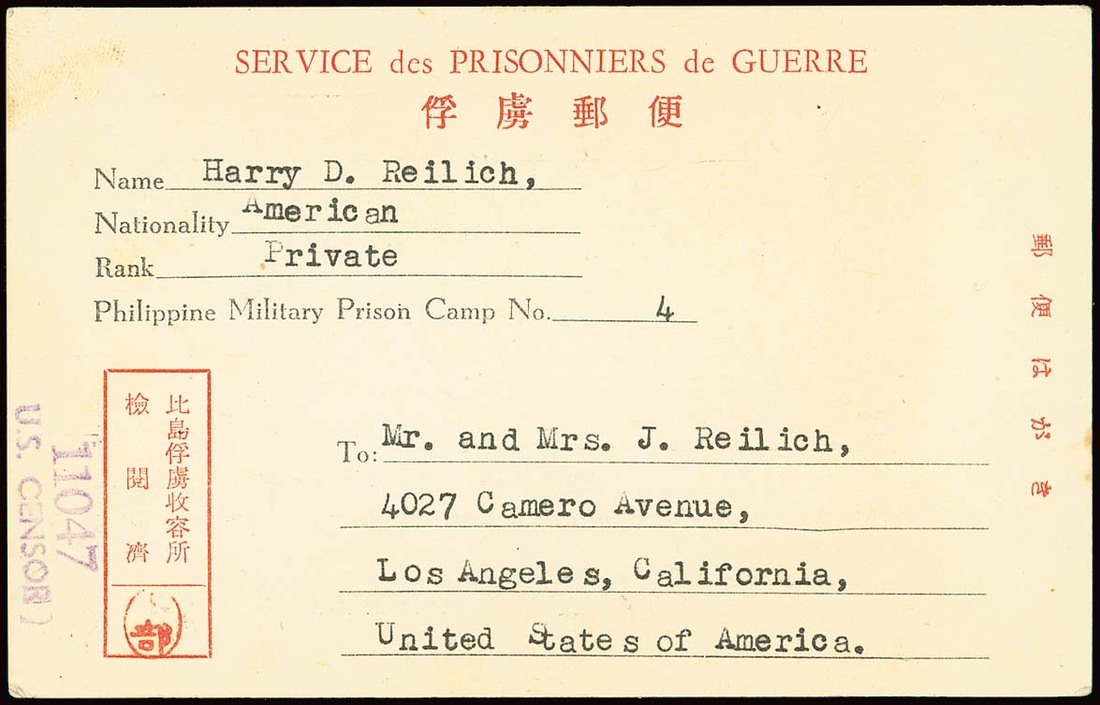 SERVICE des PRISONNIERS de GUERRE
俘虜郵便
Name Harry D. Reilich,
Nationality American
Rank Private
Philippine Military Prison Camp No. 4
郵便はがき
比島俘虜收容所
檢閲濟
部
11047
U.S. CENSOR
To: Mr. and Mrs. J. Reilich,
4027 Camero Avenue,
Los Angeles, California,
United States of America.